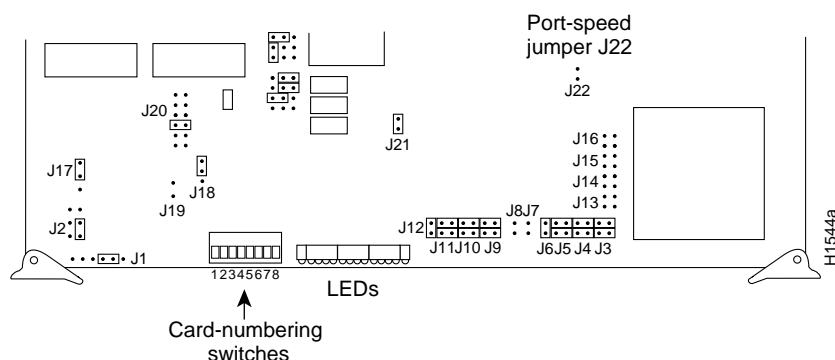 Port-speed
jumper J22
J22
J20
J21
J16
J15
J14
J13
J17
J18
J19
J2
J12
J8J7
J11J10 J9
J6J5 J4 J3
J1
12345678
LEDs
Card-numbering
switches
H1544a